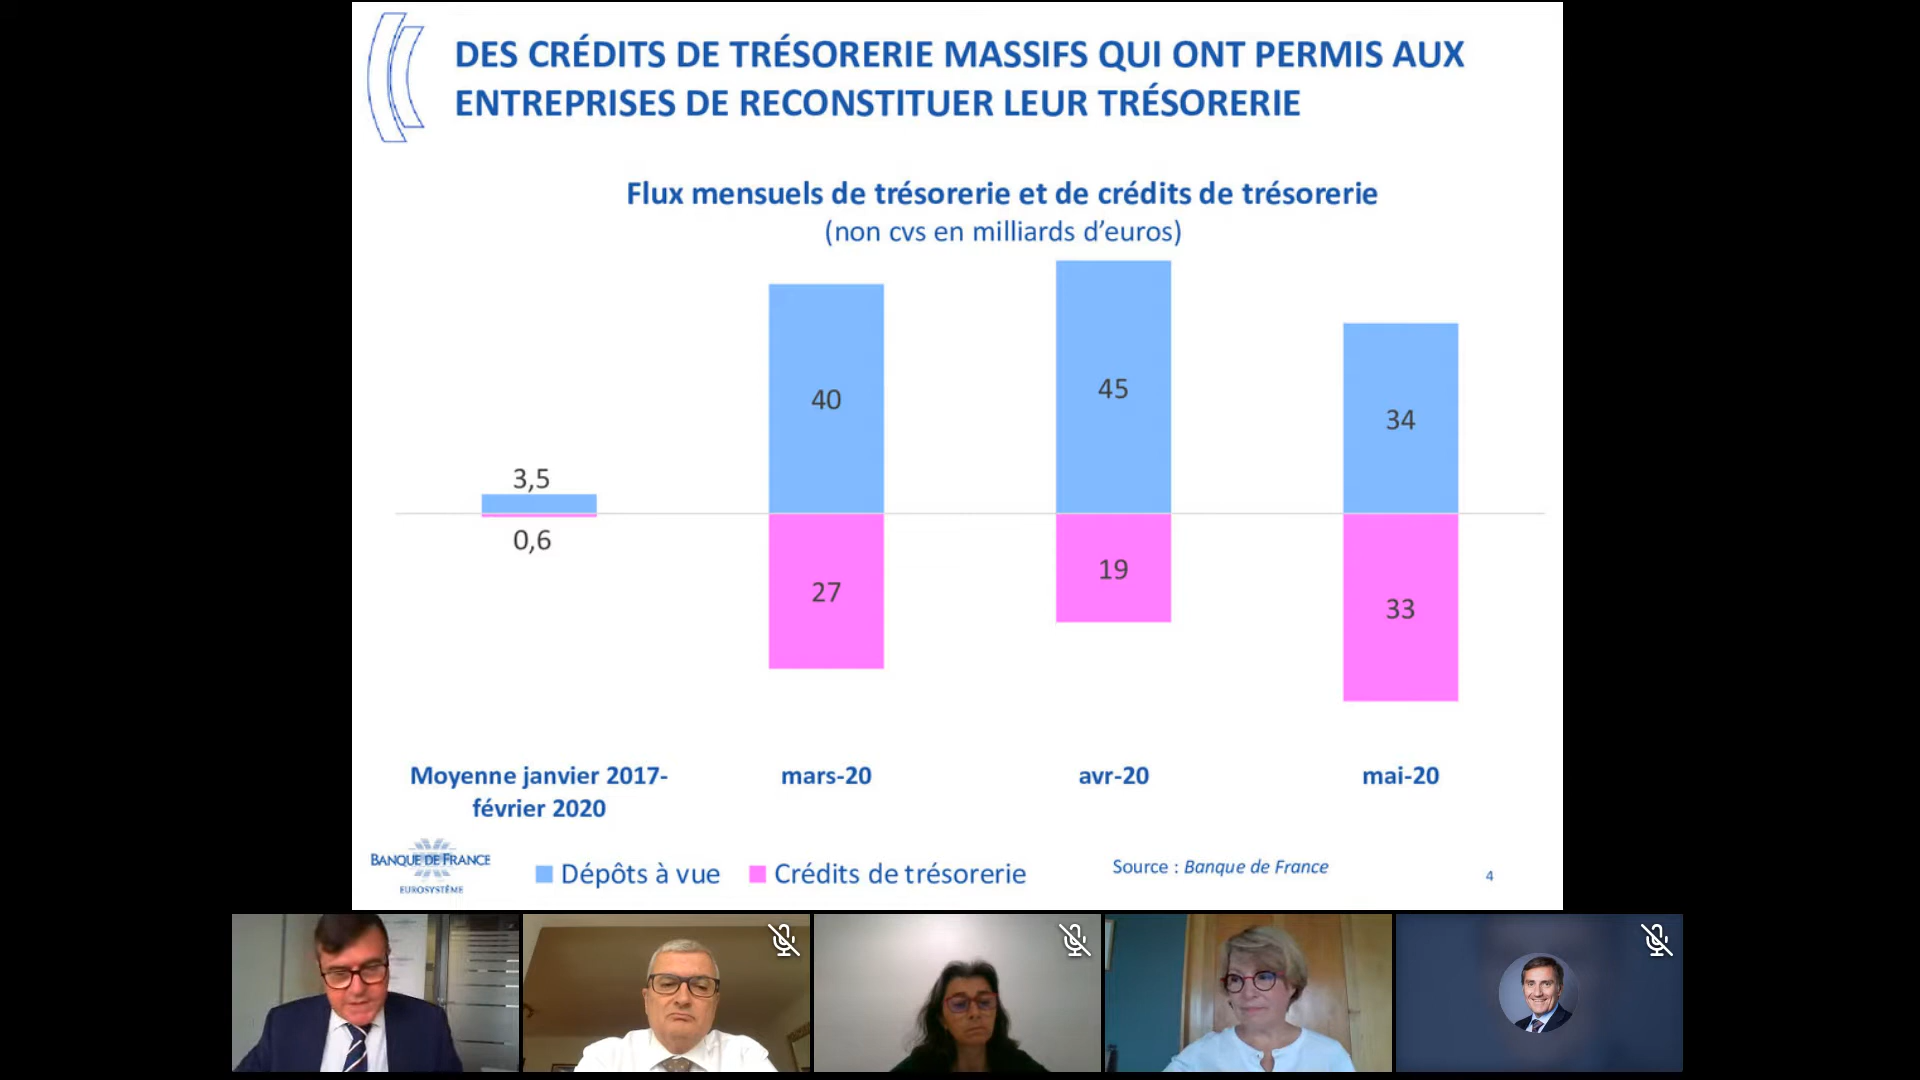 DES CRÉDITS DE TRÉSORERIE MASSIFS QUI ONT PERMIS AUX
ENTREPRISES DE RECONSTITUER LEUR TRÉSORERIE
Flux mensuels de trésorerie et de crédits de trésorerie
(non cvs en milliards d’euros)
3,5
0,6
40
27
45
19
34
33
Moyenne janvier 2017-
février 2020
mars-20
avr-20
mai-20
BANQUE DE FRANCE
EUROSYSTÈME
Dépôts à vue
Crédits de trésorerie
Source : Banque de France
4